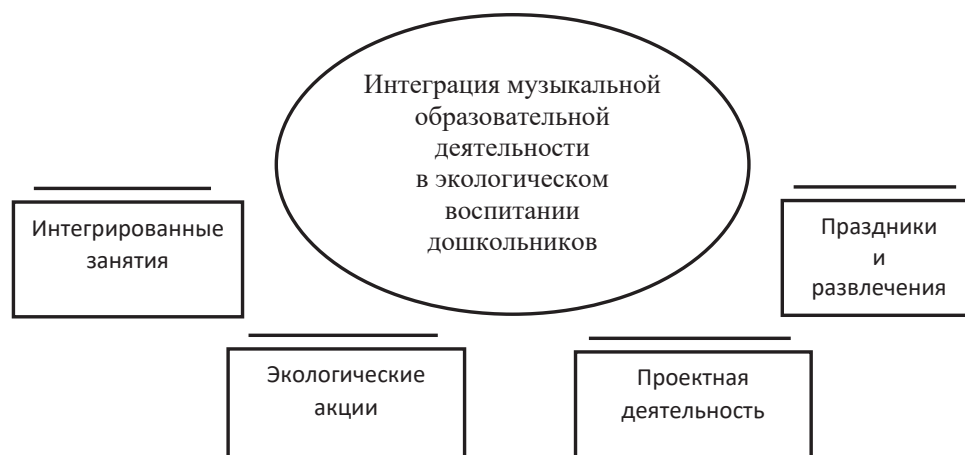 Интеграция музыкальной
образовательной
деятельности
в экологическом
воспитании
дошкольников
Интегрированные
занятия
Экологические
акции
Проектная
деятельность
Праздники
и
развлечения